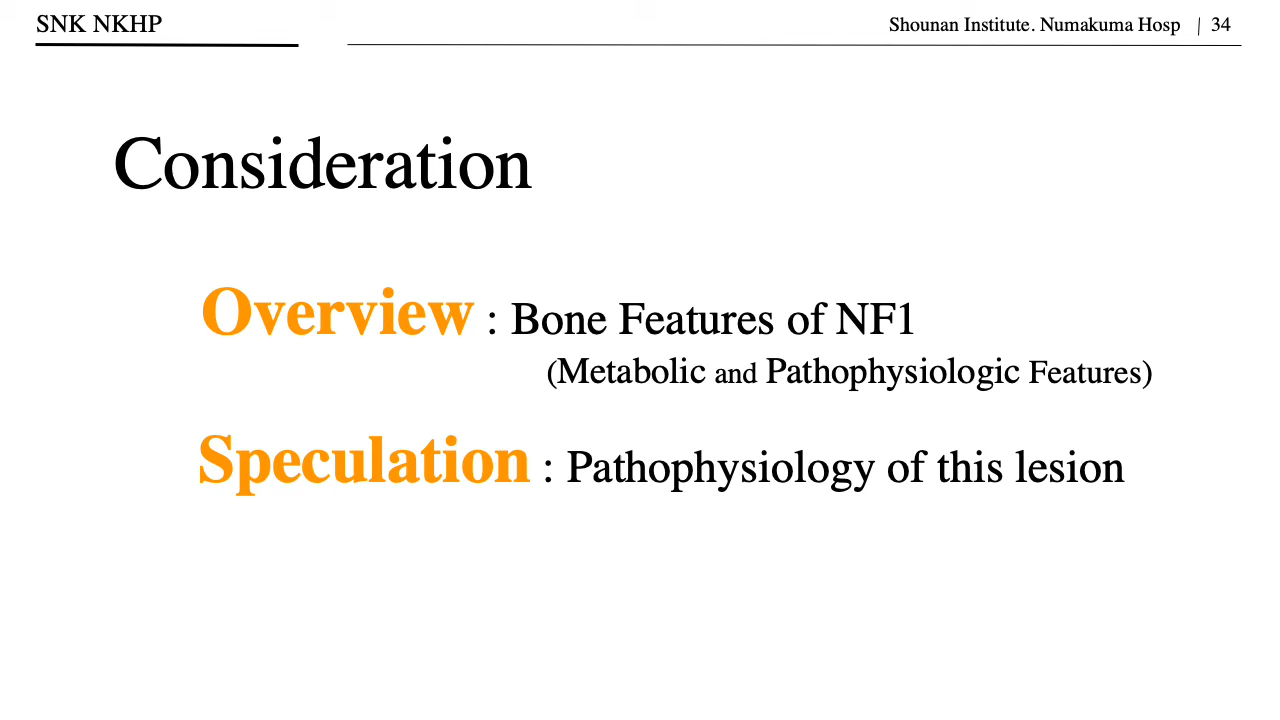 SNK NKHP
Shounan Institute. Numakuma Hosp | 34
Consideration
Overview : Bone Features of NF1
(Metabolic and Pathophysiologic Features)
Speculation : Pathophysiology of this lesion